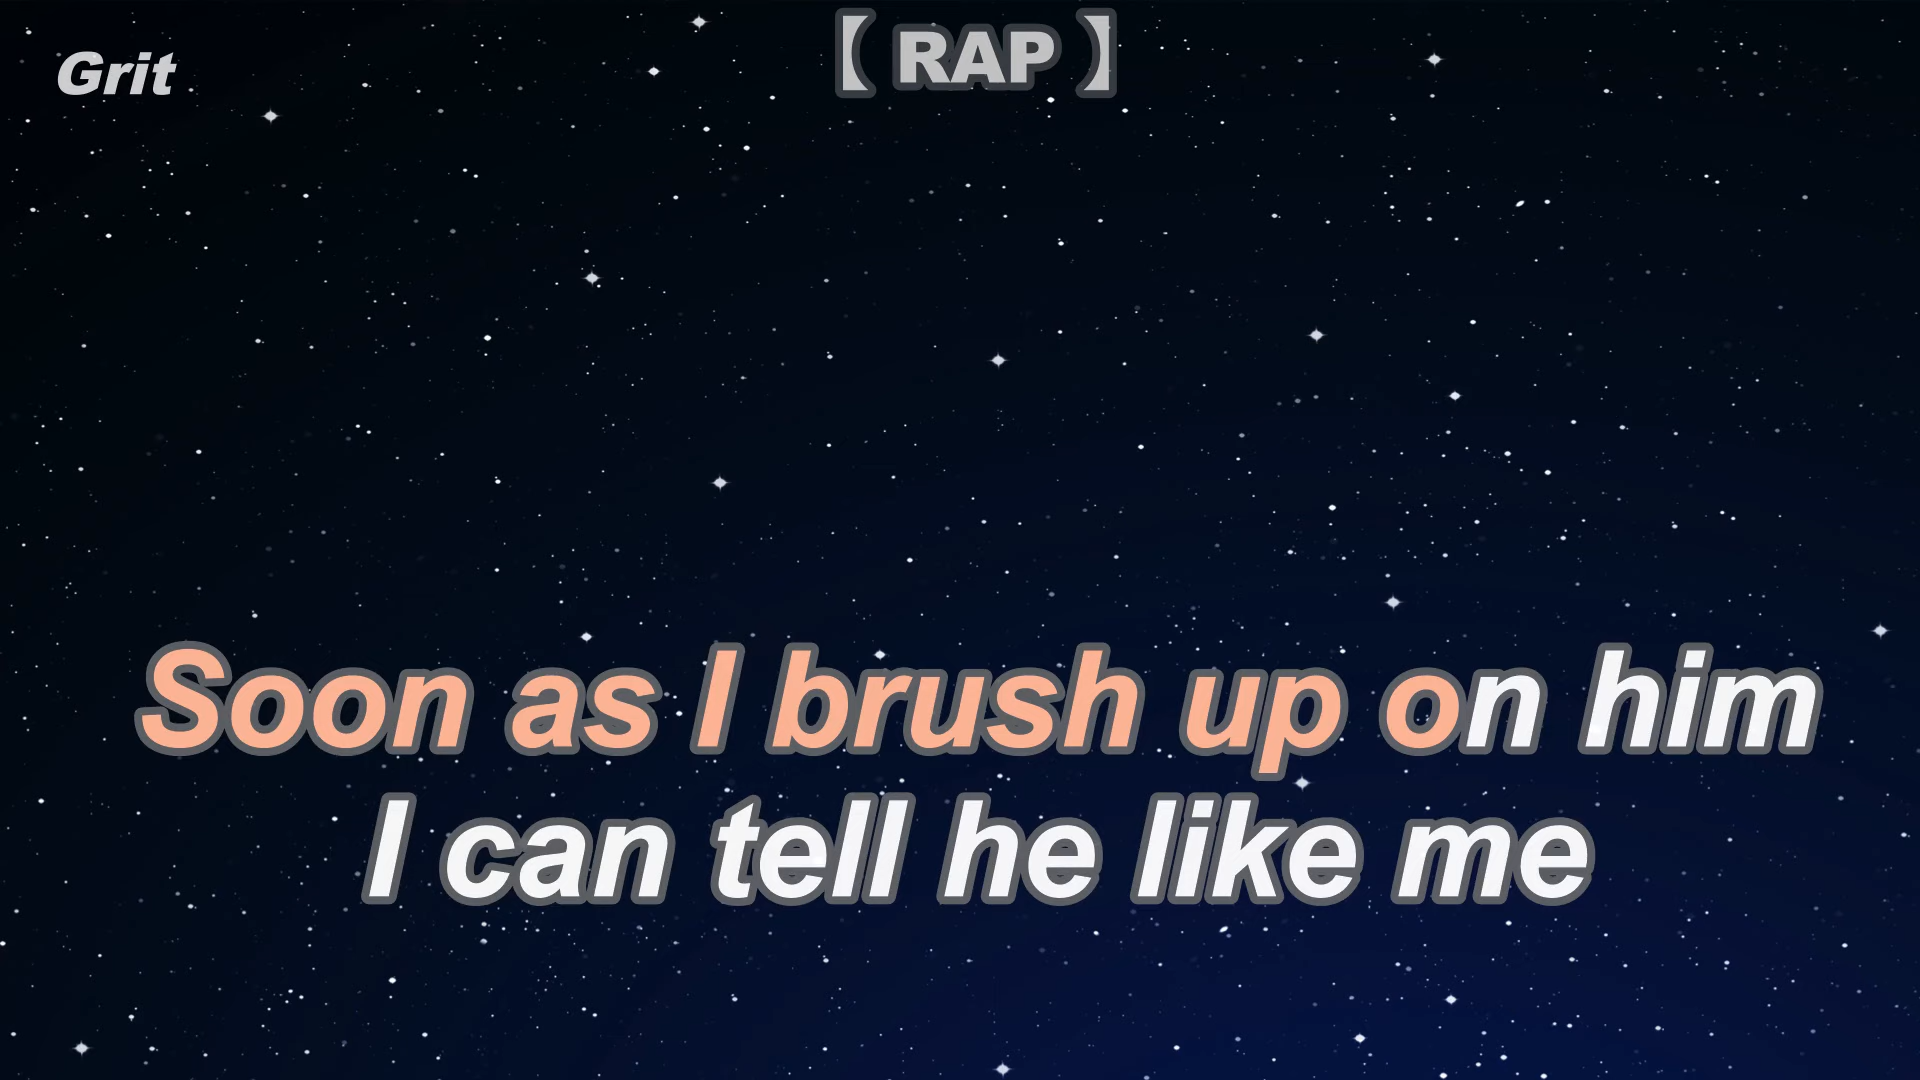 【 RAP 】
Grit
Soon as I brush up on him
I can tell he like me